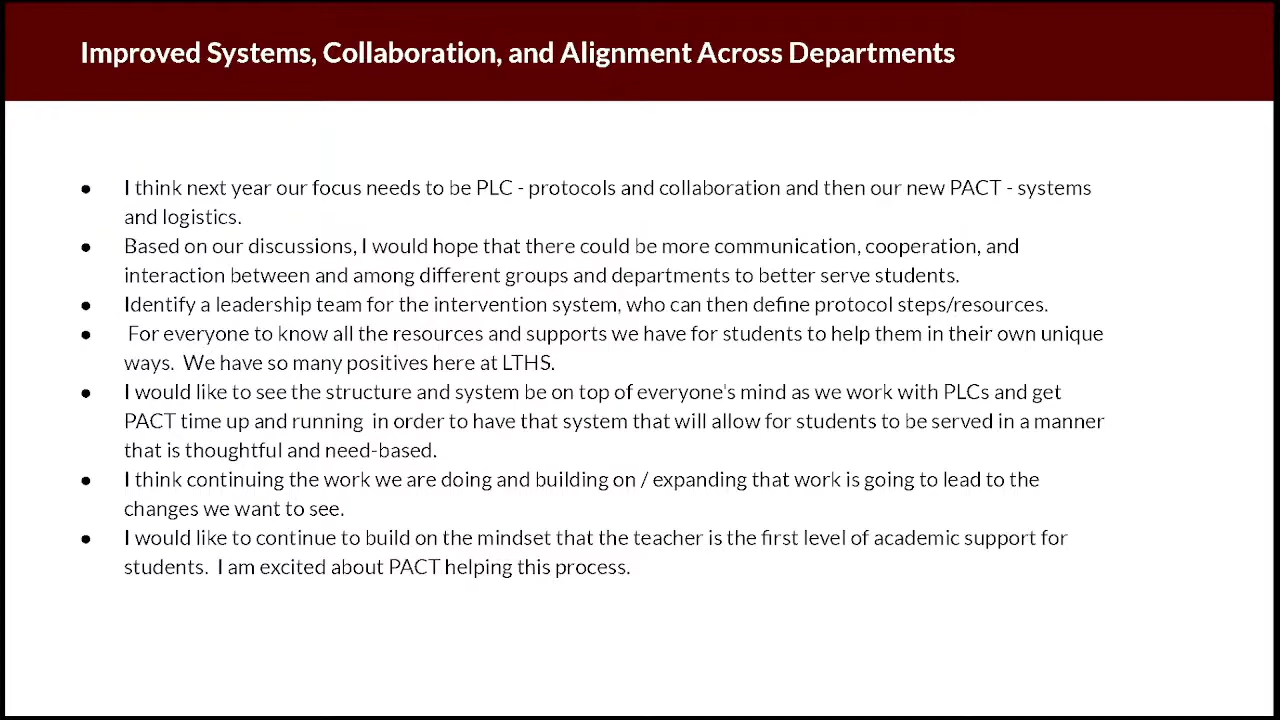 Improved Systems, Collaboration, and Alignment Across Departments
● I think next year our focus needs to be PLC - protocols and collaboration and then our new PACT - systems
and logistics.
● Based on our discussions, I would hope that there could be more communication, cooperation, and
interaction between and among different groups and departments to better serve students.
● Identify a leadership team for the intervention system, who can then define protocol steps/resources.
● For everyone to know all the resources and supports we have for students to help them in their own unique
ways.  We have so many positives here at LTHS.
● I would like to see the structure and system be on top of everyone's mind as we work with PLCs and get
PACT time up and running  in order to have that system that will allow for students to be served in a manner
that is thoughtful and need-based.
● I think continuing the work we are doing and building on / expanding that work is going to lead to the
changes we want to see.
● I would like to continue to build on the mindset that the teacher is the first level of academic support for
students.  I am excited about PACT helping this process.